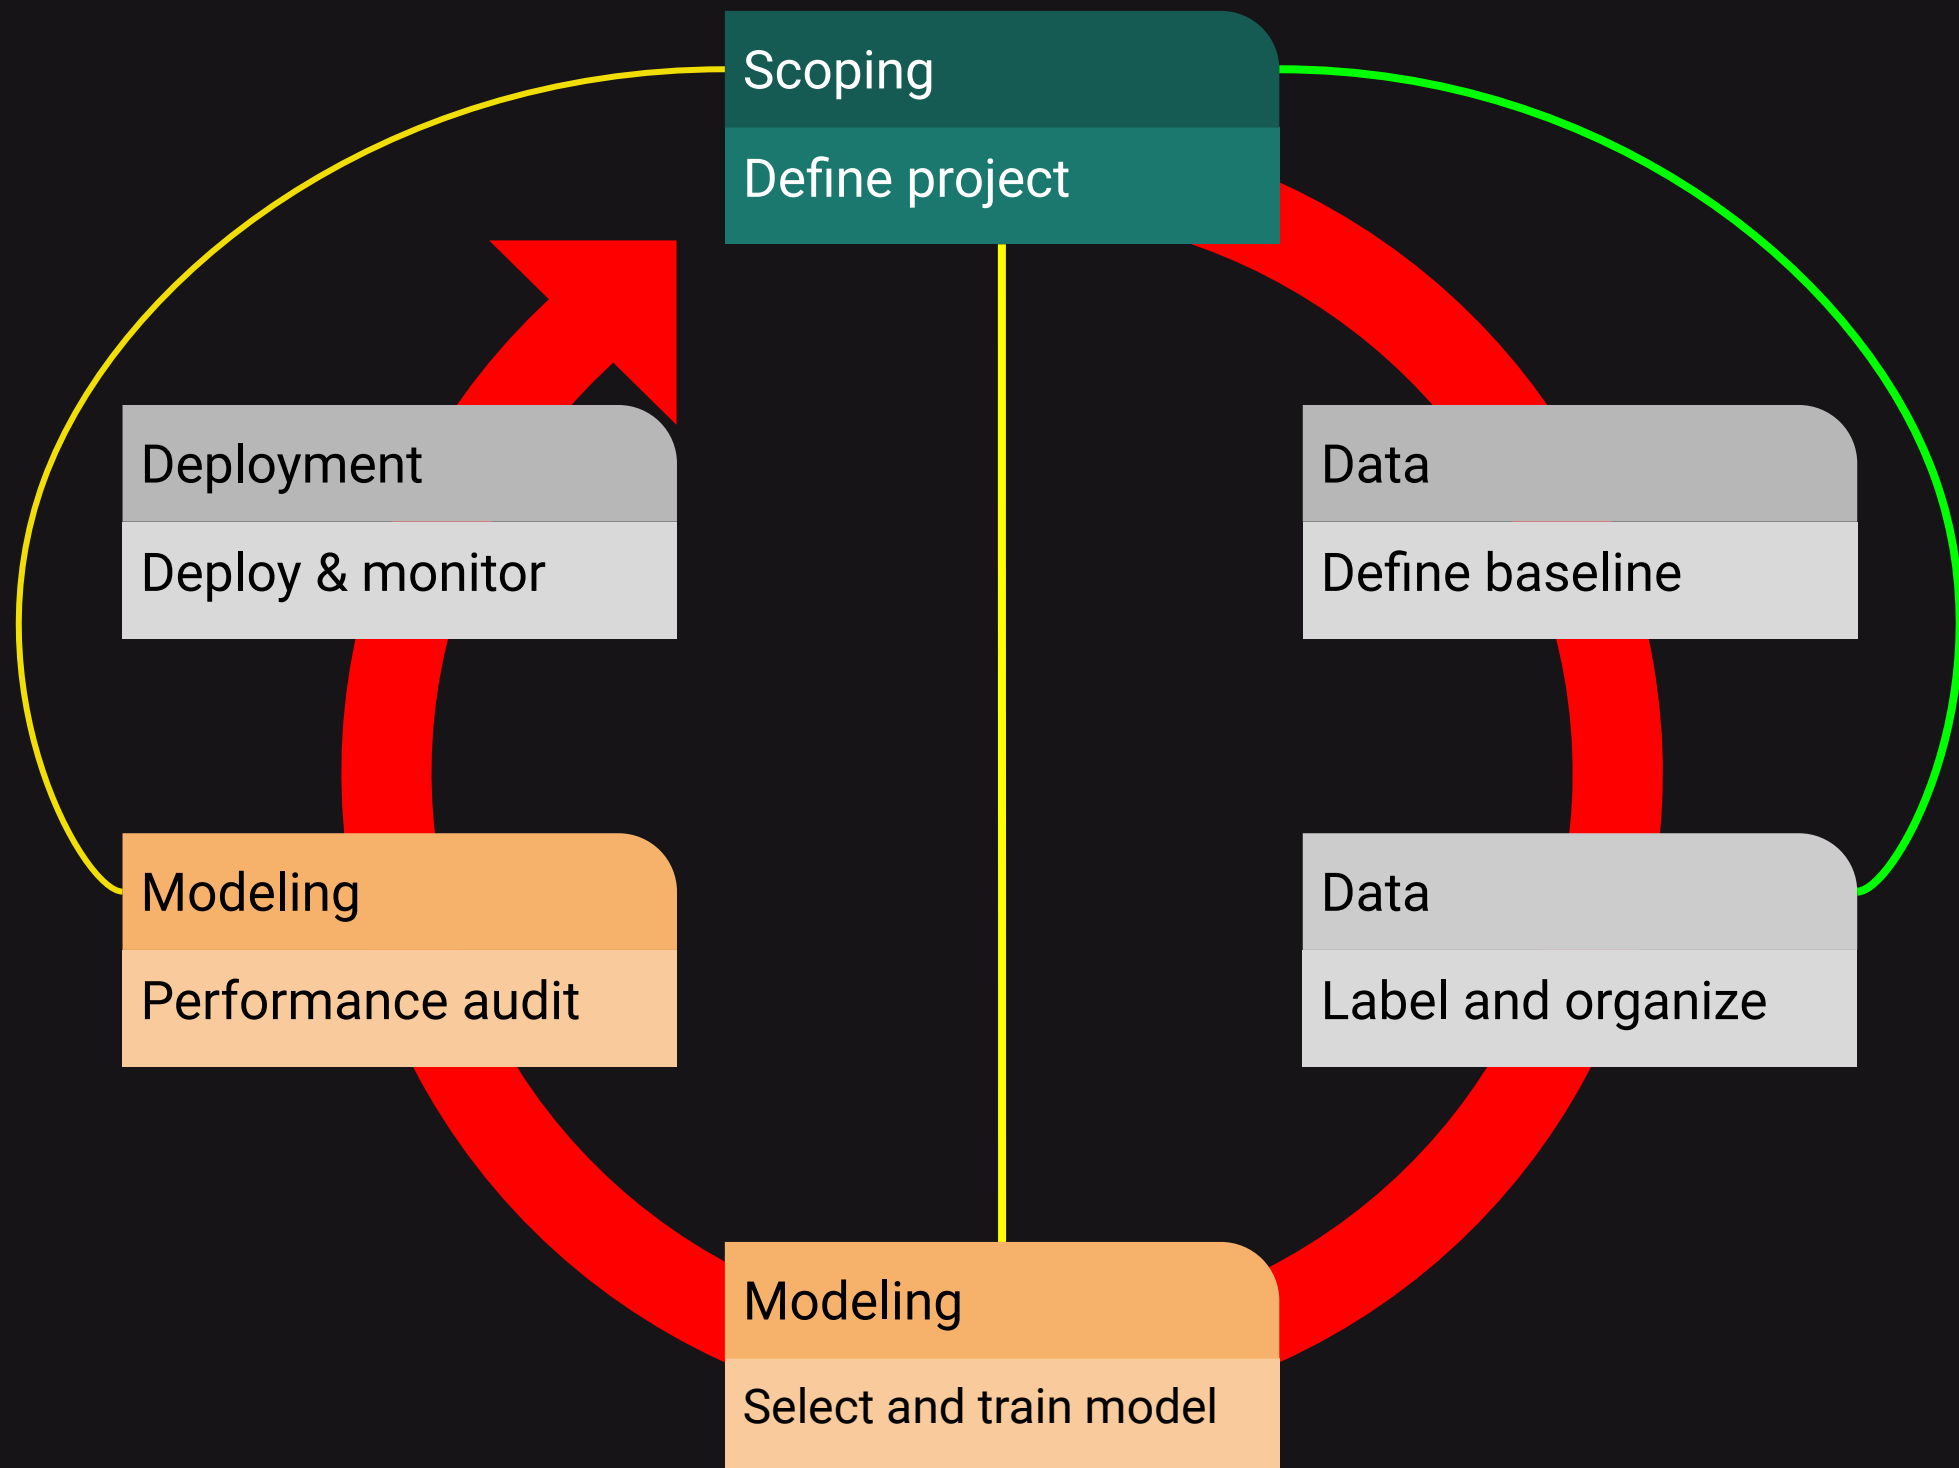 Scoping
Define project
Deployment
Deploy & monitor
Data
Define baseline
Modeling
Performance audit
Data
Label and organize
Modeling
Select and train model